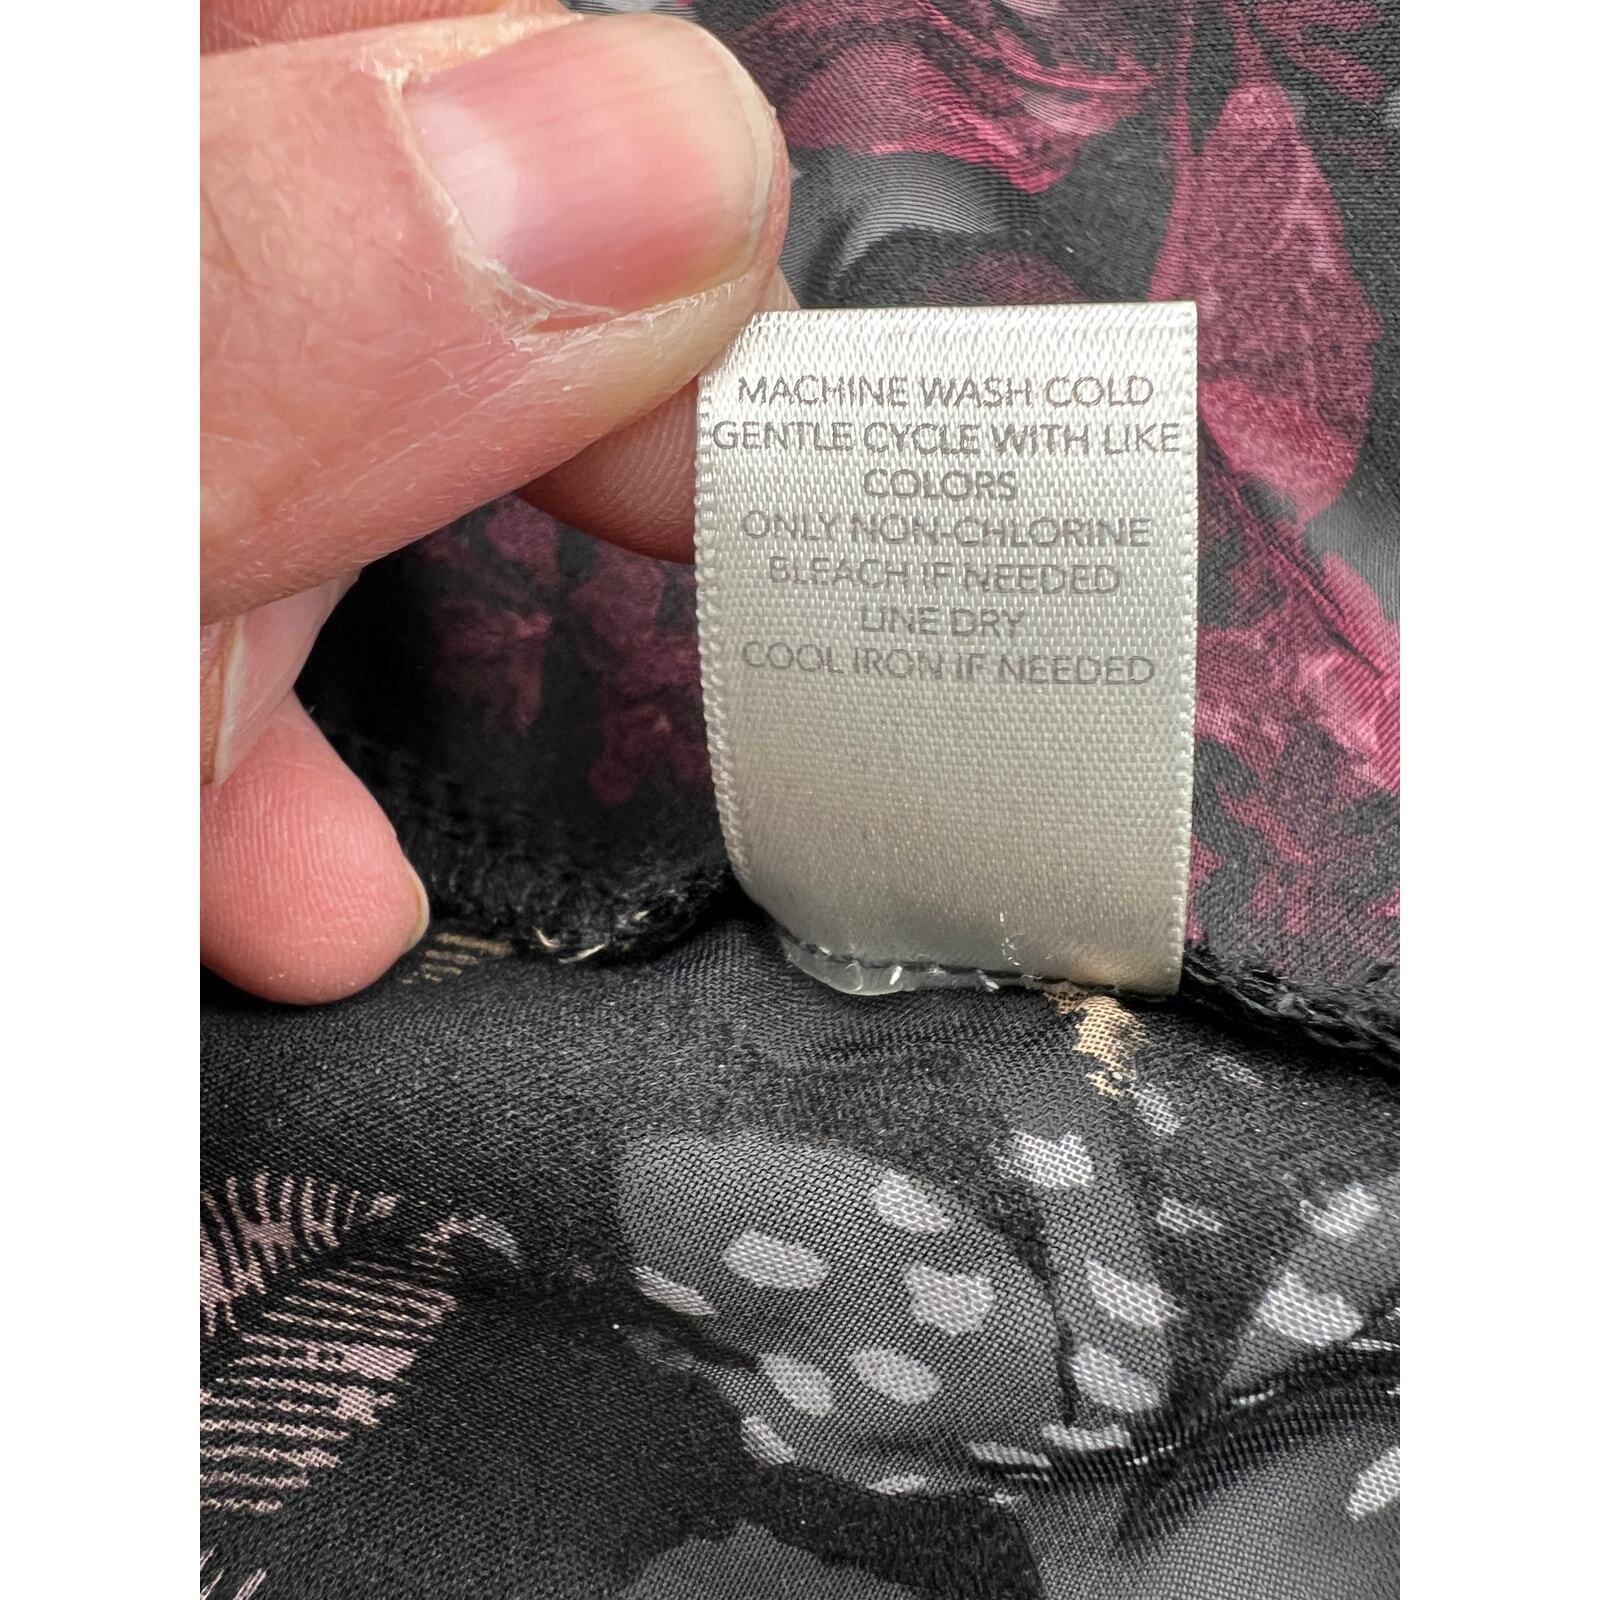 MACHINE WASH COLD
GENTLE CYCLE WITH LIKE
COLORS
ONLY NON-CHLORINE
BLEACH IF NEEDED
LINE DRY
COOL IRON IF NEEDED